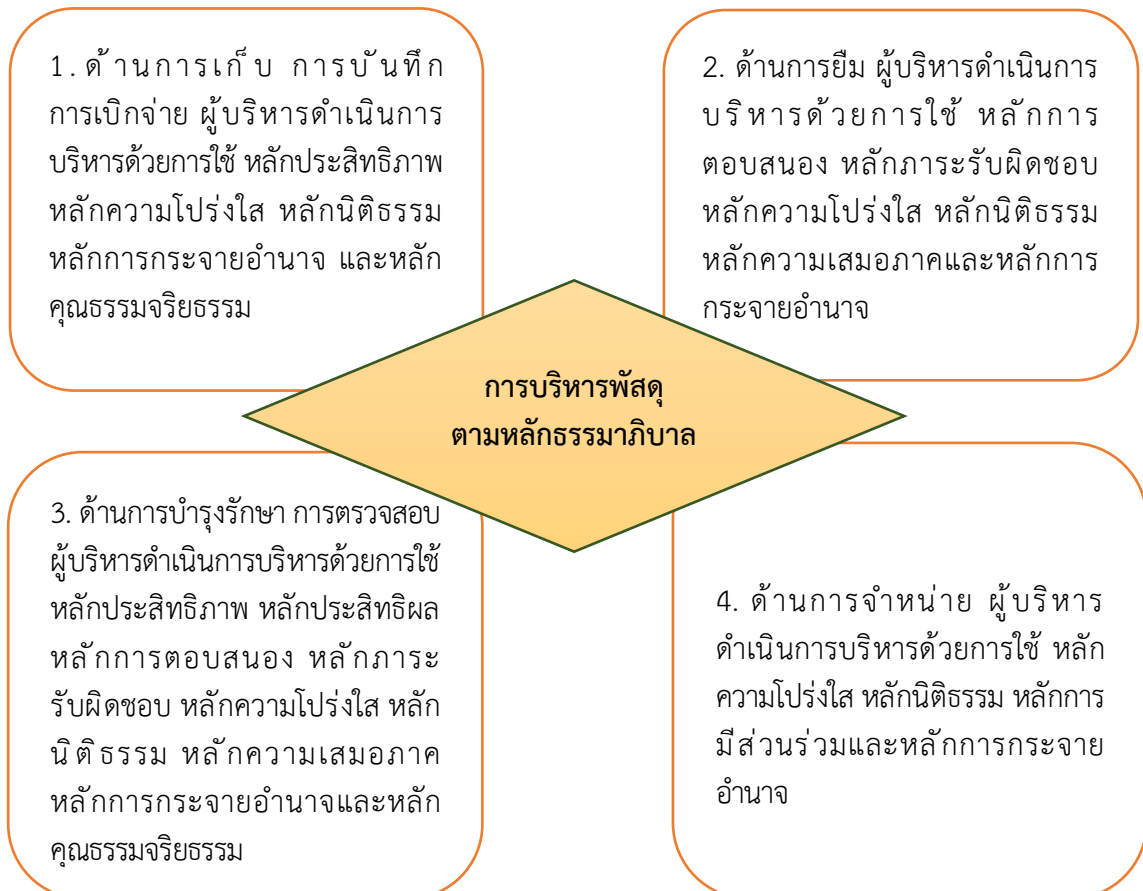 1. ด้านการเก็บ การบันทึก
การเบิกจ่าย ผู้บริหารดำเนินการ
บริหารด้วยการใช้ หลักประสิทธิภาพ
หลักความโปร่งใส หลักนิติธรรม
หลักการกระจายอำนาจ และหลัก
คุณธรรมจริยธรรม
2. ด้านการยืม ผู้บริหารดำเนินการ
บริหารด้วยการใช้ หลักการ
ตอบสนอง หลักภาระรับผิดชอบ
หลักความโปร่งใส หลักนิติธรรม
หลักความเสมอภาคและหลักการ
กระจายอำนาจ
การบริหารพัสดุ
ตามหลักธรรมาภิบาล
3. ด้านการบำรุงรักษา การตรวจสอบ
ผู้บริหารดำเนินการบริหารด้วยการใช้
หลักประสิทธิภาพ หลักประสิทธิผล
หลักการตอบสนอง หลักภาระ
รับผิดชอบ หลักความโปร่งใส หลัก
นิติธรรม หลักความเสมอภาค
หลักการกระจายอำนาจและหลัก
คุณธรรมจริยธรรม
4. ด้านการจำหน่าย ผู้บริหาร
ดำเนินการบริหารด้วยการใช้ หลัก
ความโปร่งใส หลักนิติธรรม หลักการ
มีส่วนร่วมและหลักการกระจาย
อำนาจ